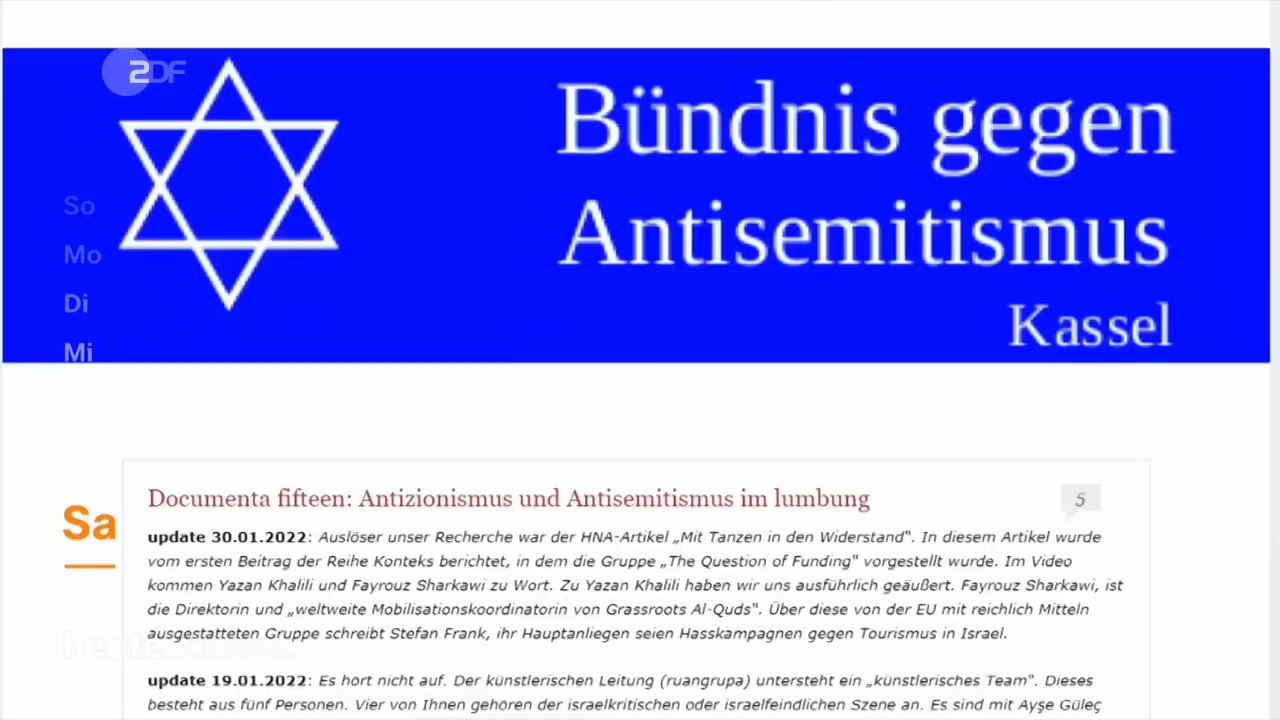 ZDF
Bündnis gegen
Antisemitismus
Kassel
So
Mo
Di
Mi
Sa
Documenta fifteen: Antizionismus und Antisemitismus im lumbung
5
update 30.01.2022: Auslöser unser Recherche war der HNA-Artikel „Mit Tanzen in den Widerstand“. In diesem Artikel wurde
vom ersten Beitrag der Reihe Konteks berichtet, in dem die Gruppe „The Question of Funding“ vorgestellt wurde. Im Video
kommen Yazan Khalili und Fayrouz Sharkawi zu Wort. Zu Yazan Khalili haben wir uns ausführlich geäußert. Fayrouz Sharkawi, ist
die Direktorin und „weltweite Mobilisationskoordinatorin von Grassroots Al-Quds“. Über diese von der EU mit reichlich Mitteln
ausgestatteten Gruppe schreibt Stefan Frank, ihr Hauptanliegen seien Hasskampagnen gegen Tourismus in Israel.
heute
update 19.01.2022: Es hort nicht auf. Der künstlerischen Leitung (ruangrupa) untersteht ein „künstlerisches Team“. Dieses
besteht aus fünf Personen. Vier von Ihnen gehören der israelkritischen oder israelfeindlichen Szene an. Es sind mit Ayşe Güleç